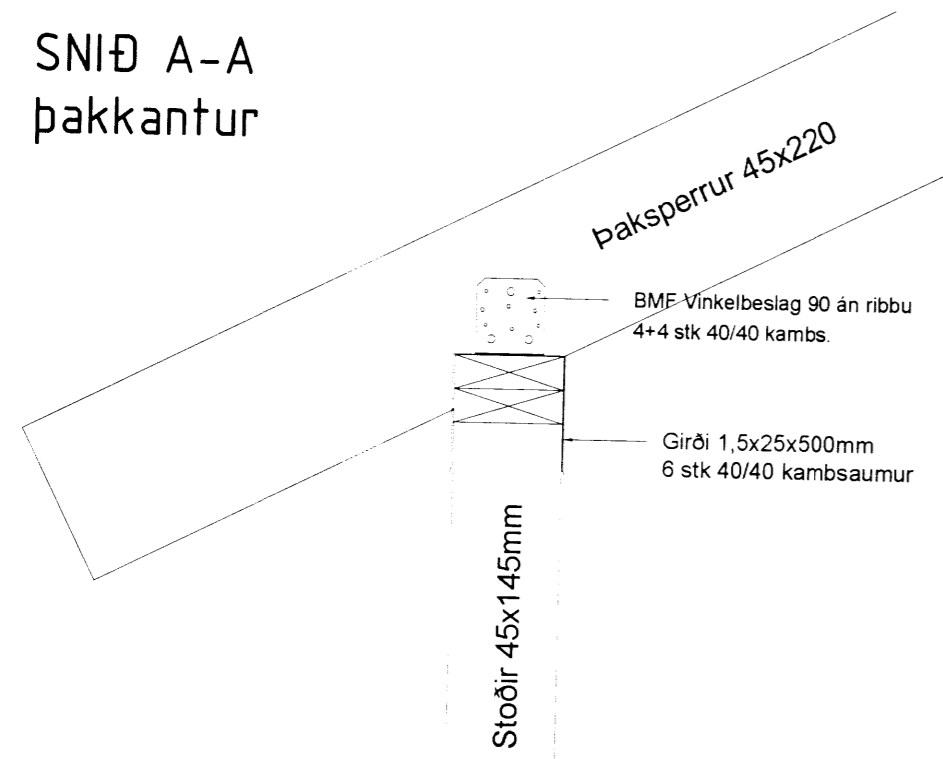 SNIÐ A-A
þakkantur
Þaksperrur 45x220
BMF Vinkelbeslag 90 án ribbu
4+4 stk 40/40 kambs.
Girði 1,5x25x500mm
6 stk 40/40 kambsaumur
Stoðir 45x145mm